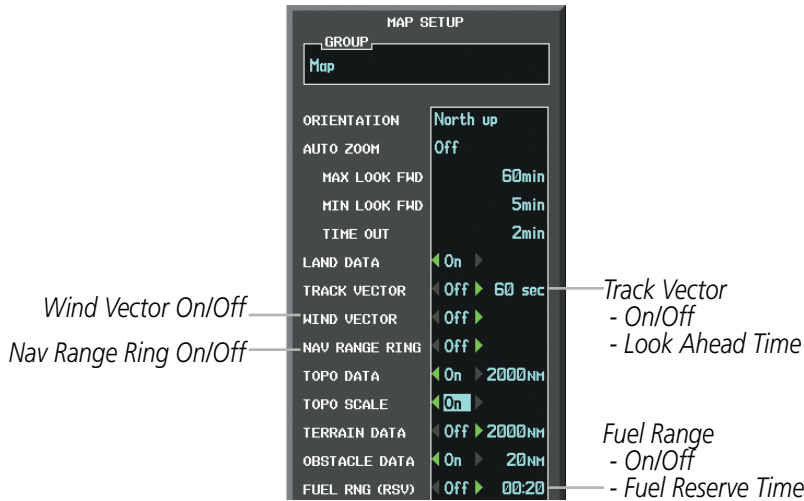 MAP SETUP
GROUP
Map
ORIENTATION North up
AUTO ZOOM Off
MAX LOOK FWD 60min
MIN LOOK FWD 5min
TIME OUT 2min
LAND DATA On
TRACK VECTOR Off 60 sec
WIND VECTOR Off
NAV RANGE RING Off
TOPO DATA On 2000NM
TOPO SCALE On
TERRAIN DATA Off 2000NM
OBSTACLE DATA On 20NM
FUEL RNG (RSV) Off 00:20
Wind Vector On/Off
Nav Range Ring On/Off
Track Vector
- On/Off
- Look Ahead Time
Fuel Range
- On/Off
- Fuel Reserve Time